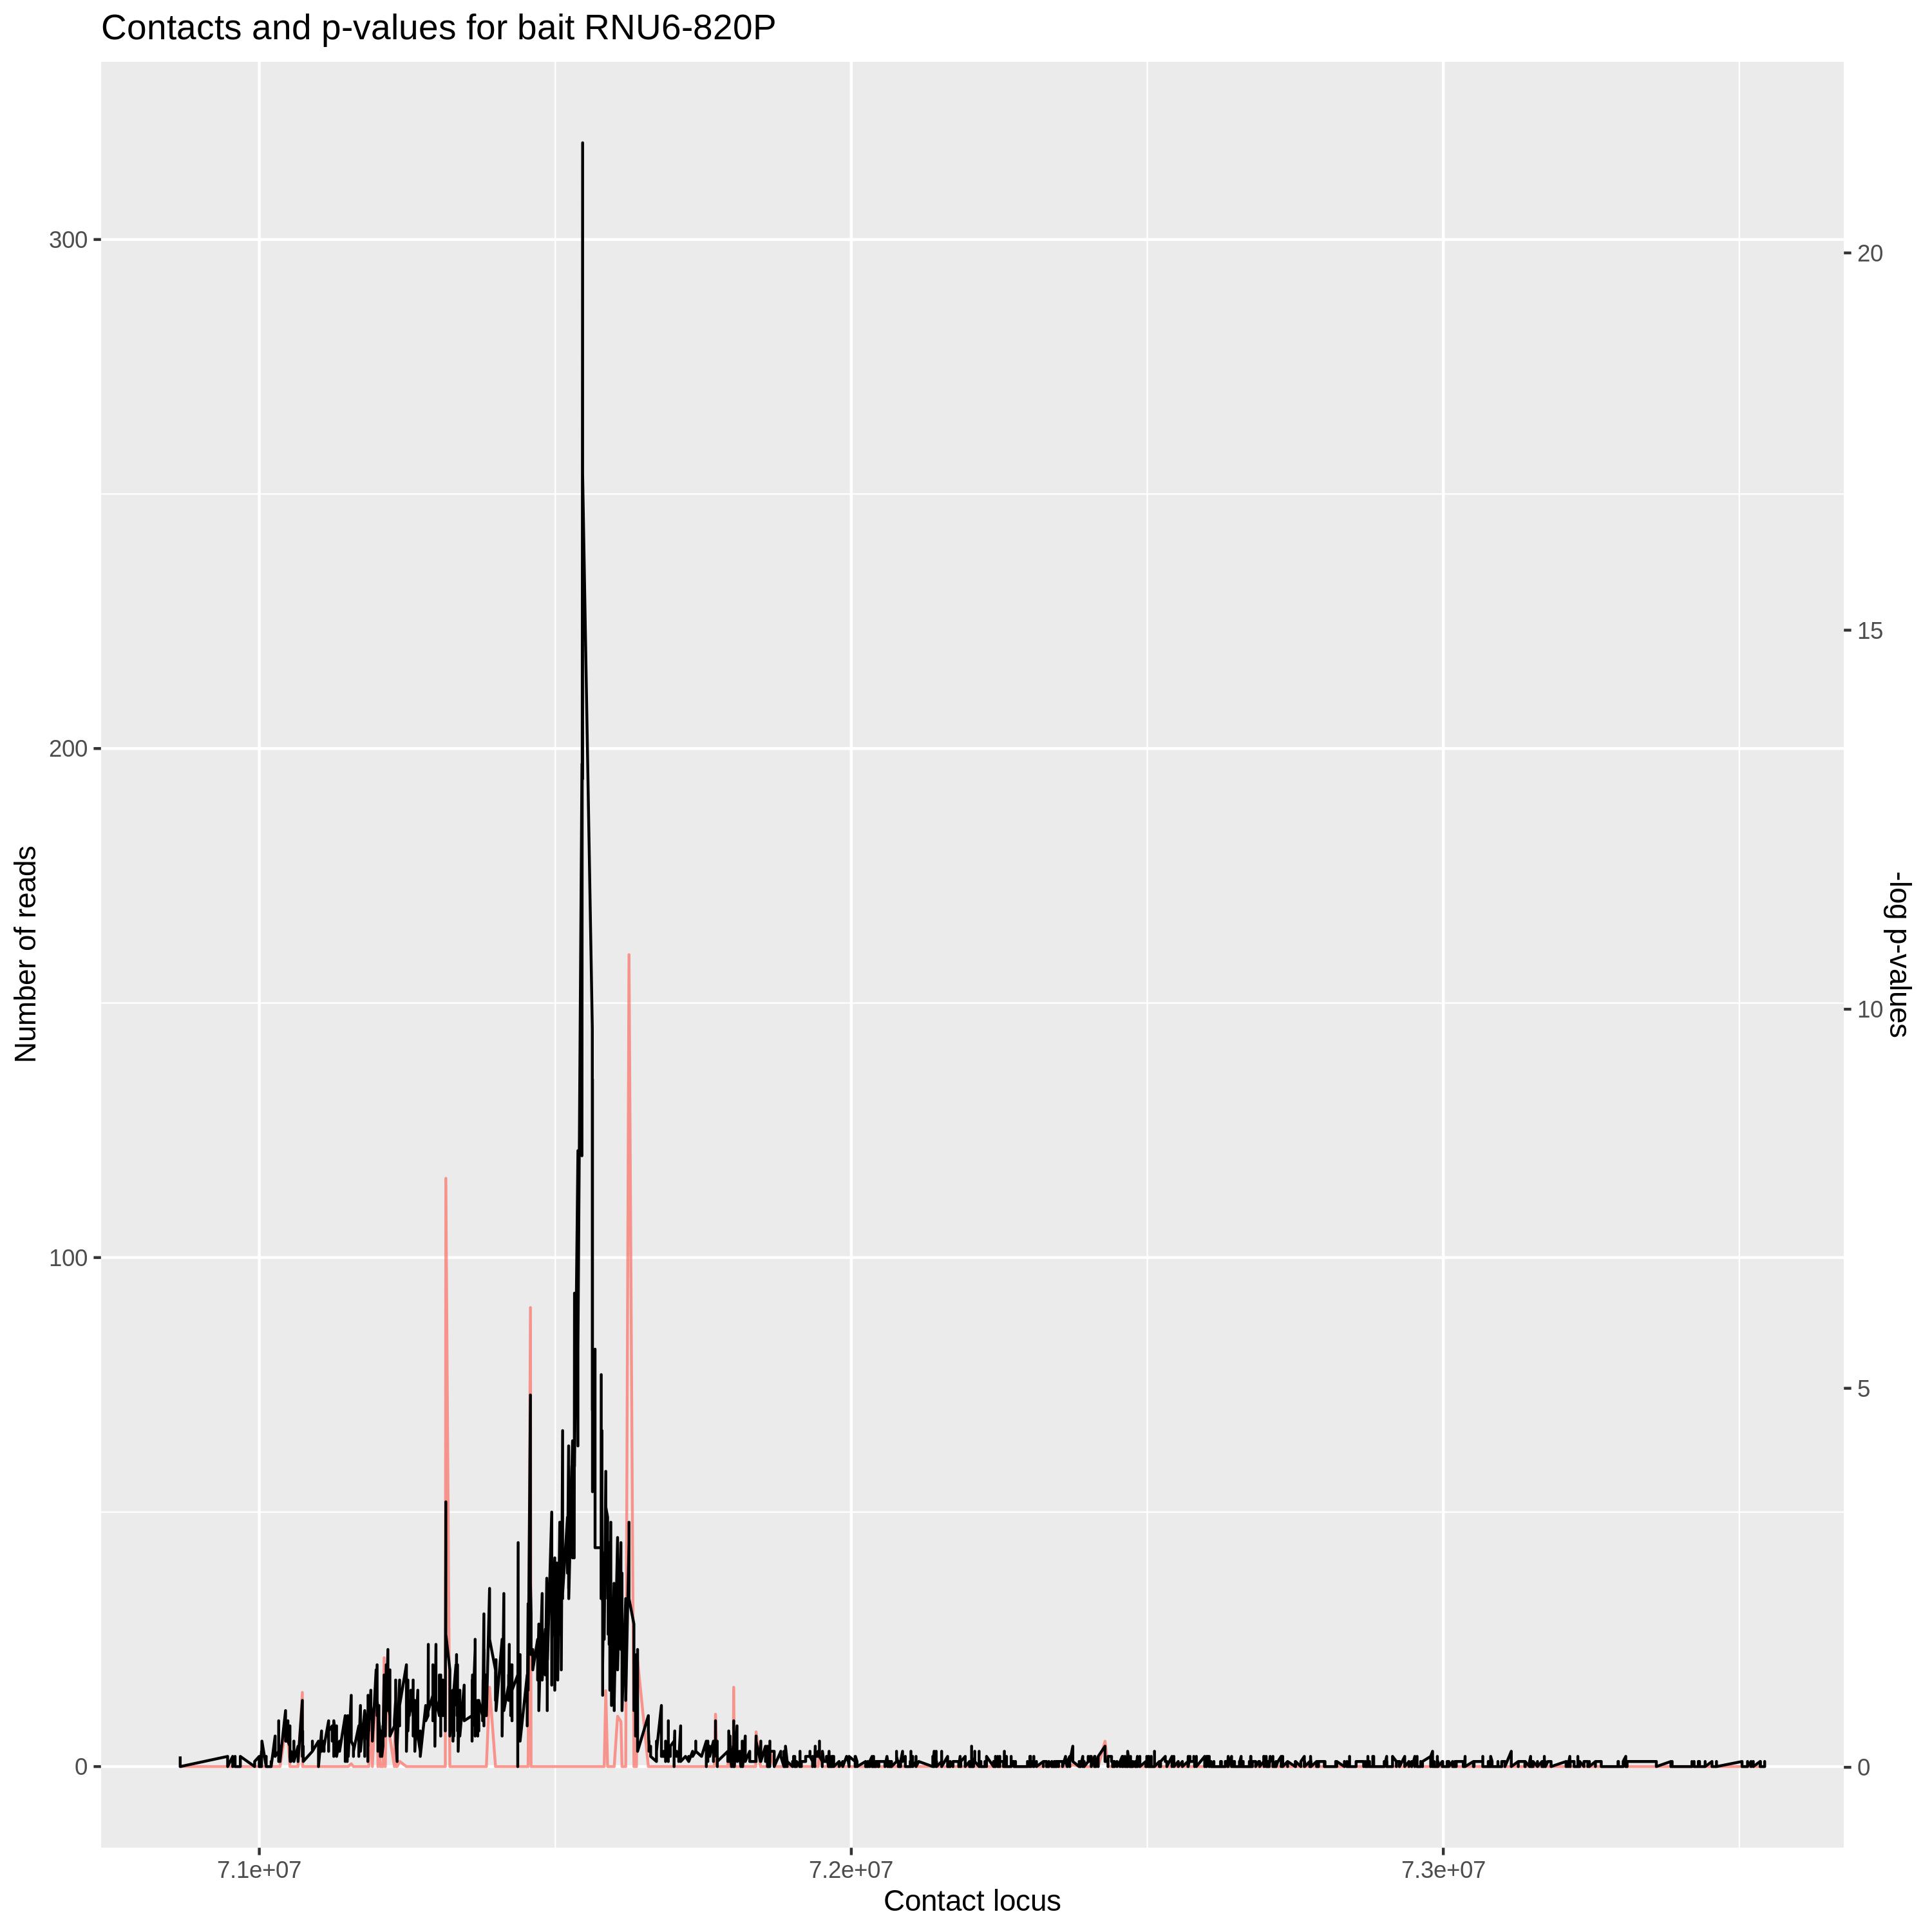 Contacts and p-values for bait RNU6-820P
300
200
100
0
20
15
10
5
0
Number of reads
-log p-values
7.1e+07
7.2e+07
7.3e+07
Contact locus